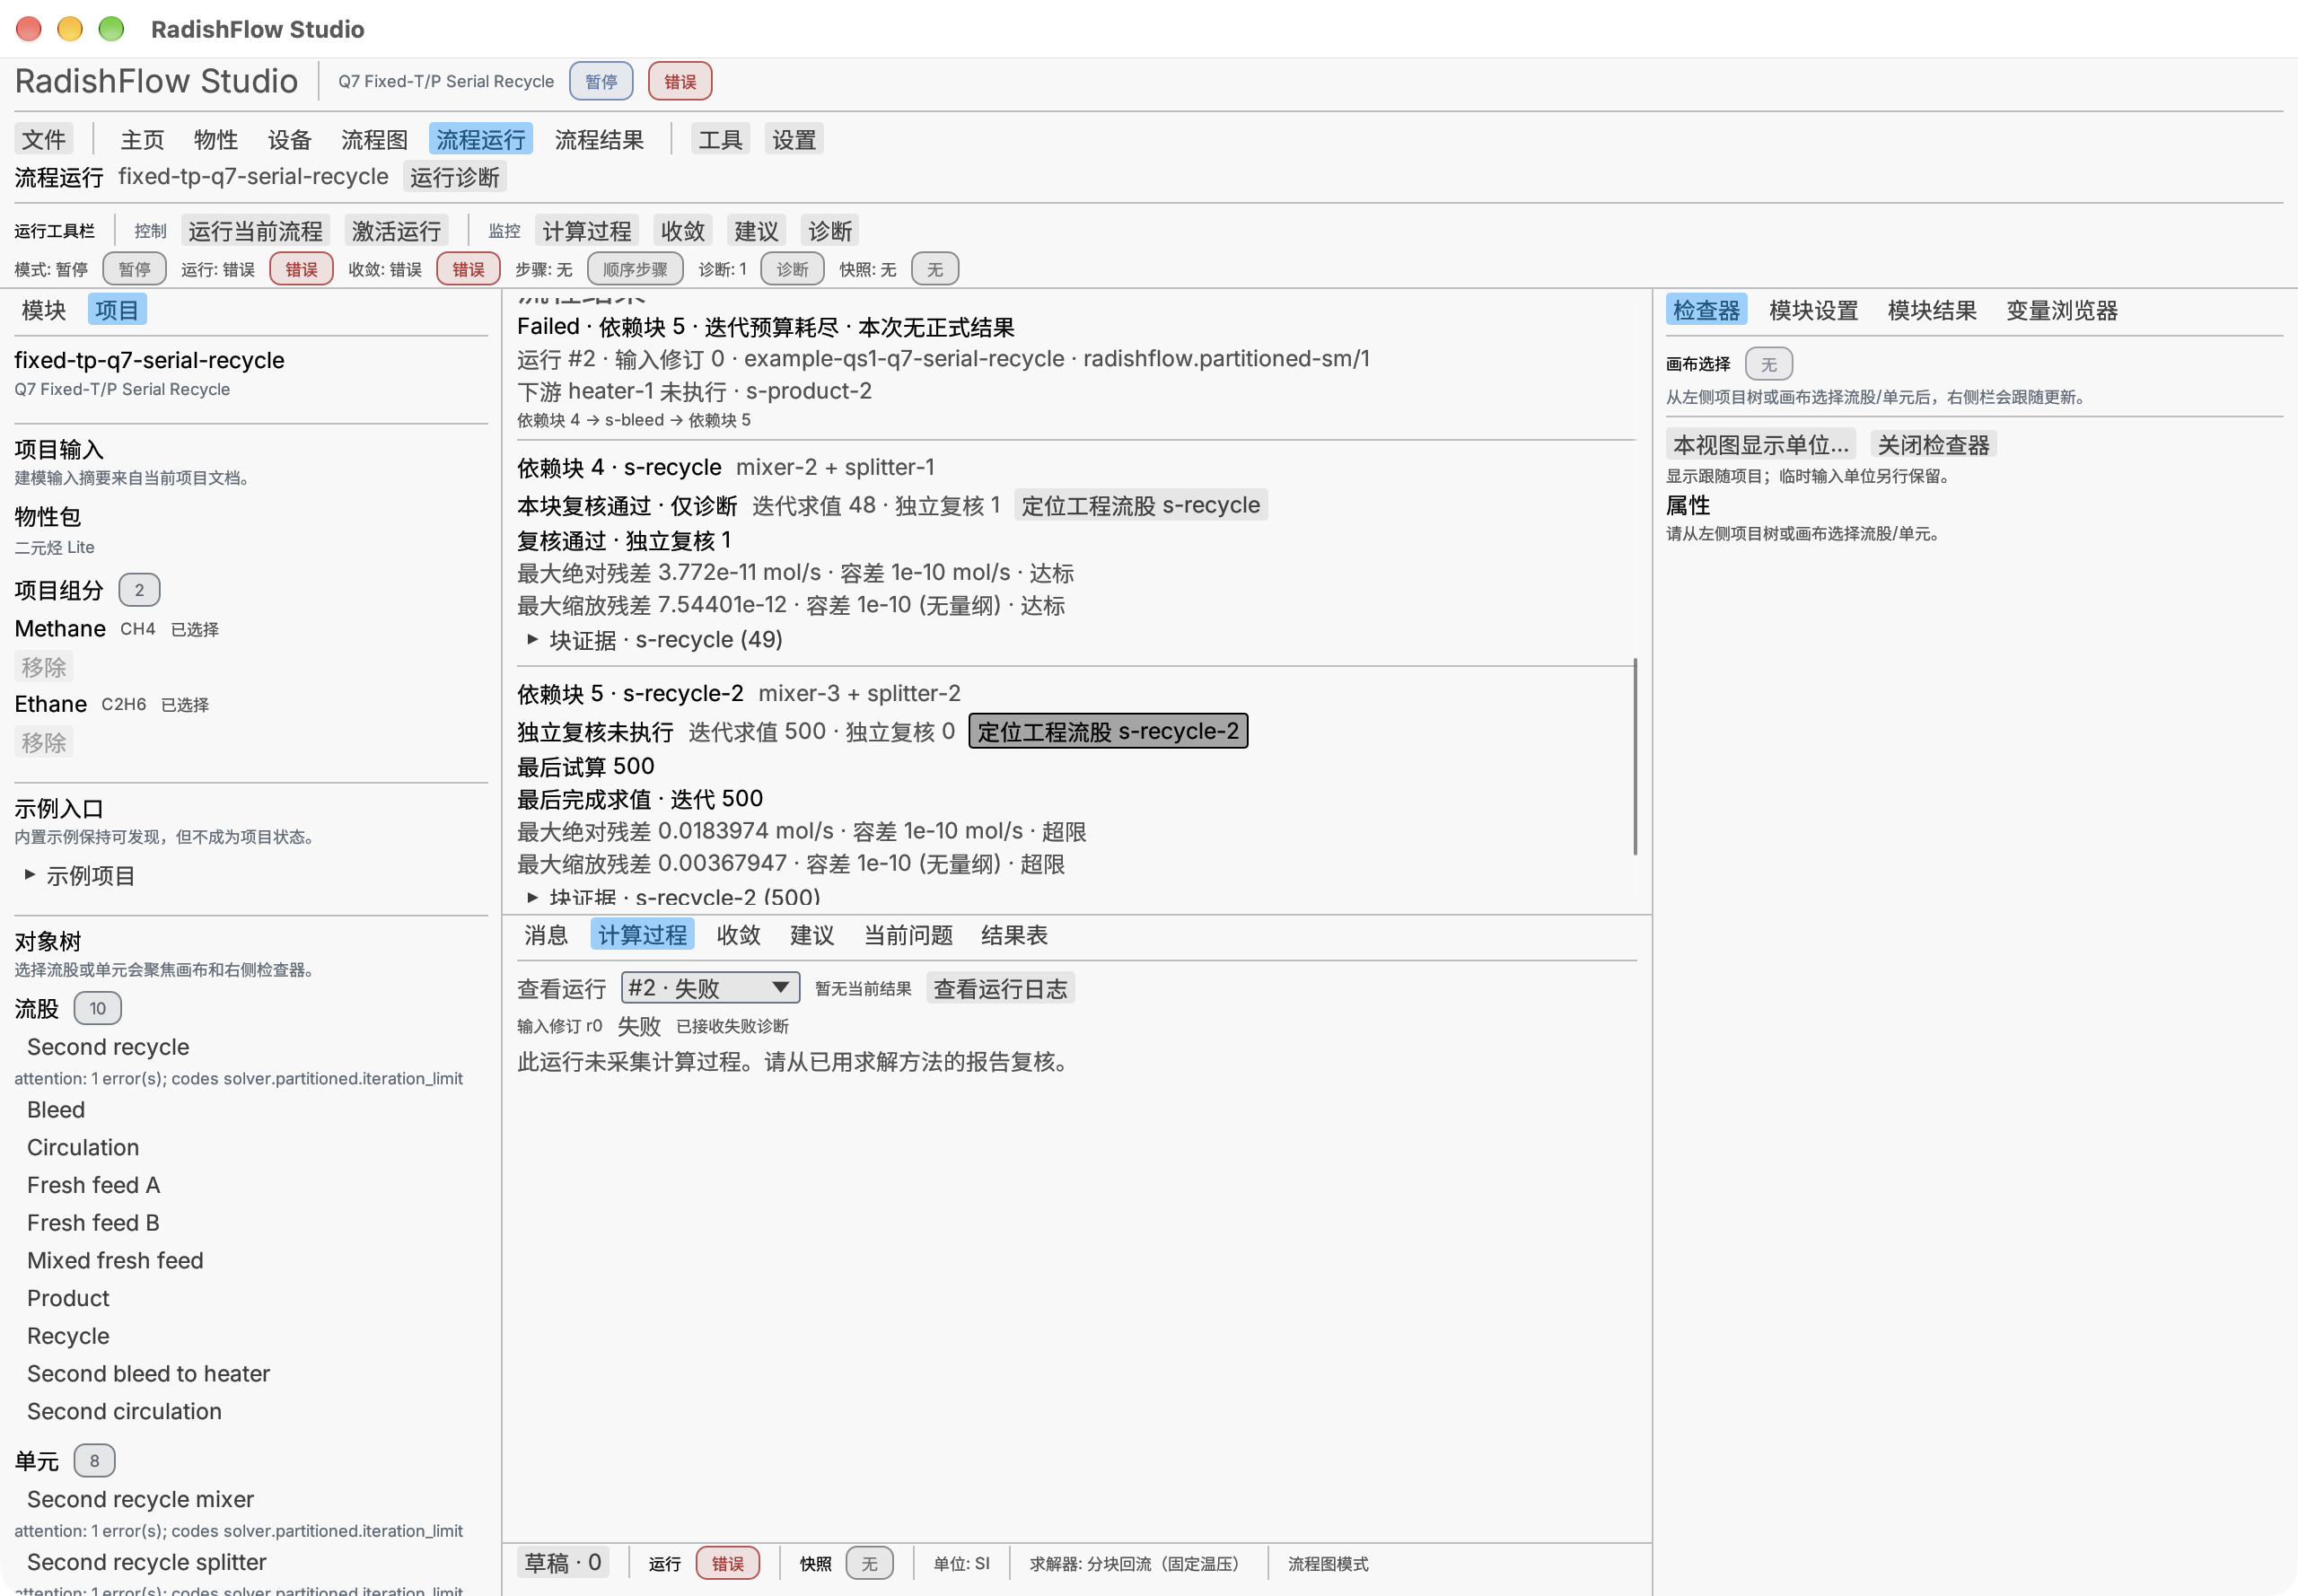 RadishFlow Studio
RadishFlow Studio Q7 Fixed-T/P Serial Recycle 暂停 错误
文件 主页 物性 设备 流程图 流程运行 流程结果 工具 设置
流程运行 fixed-tp-q7-serial-recycle 运行诊断
运行工具栏 控制 运行当前流程 激活运行 监控 计算过程 收敛 建议 诊断
模式: 暂停 暂停 运行: 错误 错误 收敛: 错误 错误 步骤: 无 顺序步骤 诊断: 1 诊断 快照: 无 无
模块 项目
fixed-tp-q7-serial-recycle
Q7 Fixed-T/P Serial Recycle
项目输入
建模输入摘要来自当前项目文档。
物性包
二元烃 Lite
项目组分 2
Methane CH4 已选择
移除
Ethane C2H6 已选择
移除
示例入口
内置示例保持可发现，但不成为项目状态。
▶ 示例项目
对象树
选择流股或单元会聚焦画布和右侧检查器。
流股 10
Second recycle
attention: 1 error(s); codes solver.partitioned.iteration_limit
Bleed
Circulation
Fresh feed A
Fresh feed B
Mixed fresh feed
Product
Recycle
Second bleed to heater
Second circulation
单元 8
Second recycle mixer
attention: 1 error(s); codes solver.partitioned.iteration_limit
Second recycle splitter
attention: 1 error(s); codes solver.partitioned.iteration_limit
流程结果
Failed · 依赖块 5 · 迭代预算耗尽 · 本次无正式结果
运行 #2 · 输入修订 0 · example-qs1-q7-serial-recycle · radishflow.partitioned-sm/1
下游 heater-1 未执行 · s-product-2
依赖块 4 → s-bleed → 依赖块 5
依赖块 4 · s-recycle mixer-2 + splitter-1
本块复核通过 · 仅诊断 迭代求值 48 · 独立复核 1 定位工程流股 s-recycle
复核通过 · 独立复核 1
最大绝对残差 3.772e-11 mol/s · 容差 1e-10 mol/s · 达标
最大缩放残差 7.54401e-12 · 容差 1e-10 (无量纲) · 达标
▶ 块证据 · s-recycle (49)
依赖块 5 · s-recycle-2 mixer-3 + splitter-2
独立复核未执行 迭代求值 500 · 独立复核 0 定位工程流股 s-recycle-2
最后试算 500
最后完成求值 · 迭代 500
最大绝对残差 0.0183974 mol/s · 容差 1e-10 mol/s · 超限
最大缩放残差 0.00367947 · 容差 1e-10 (无量纲) · 超限
▶ 块证据 · s-recycle-2 (500)
消息 计算过程 收敛 建议 当前问题 结果表
查看运行 #2 · 失败 暂无当前结果 查看运行日志
输入修订 r0 失败 已接收失败诊断
此运行未采集计算过程。请从已用求解方法的报告复核。
草稿 · 0 运行 错误 快照 无 单位: SI 求解器: 分块回流（固定温压） 流程图模式
检查器 模块设置 模块结果 变量浏览器
画布选择 无
从左侧项目树或画布选择流股/单元后，右侧栏会跟随更新。
本视图显示单位... 关闭检查器
显示跟随项目；临时输入单位另行保留。
属性
请从左侧项目树或画布选择流股/单元。